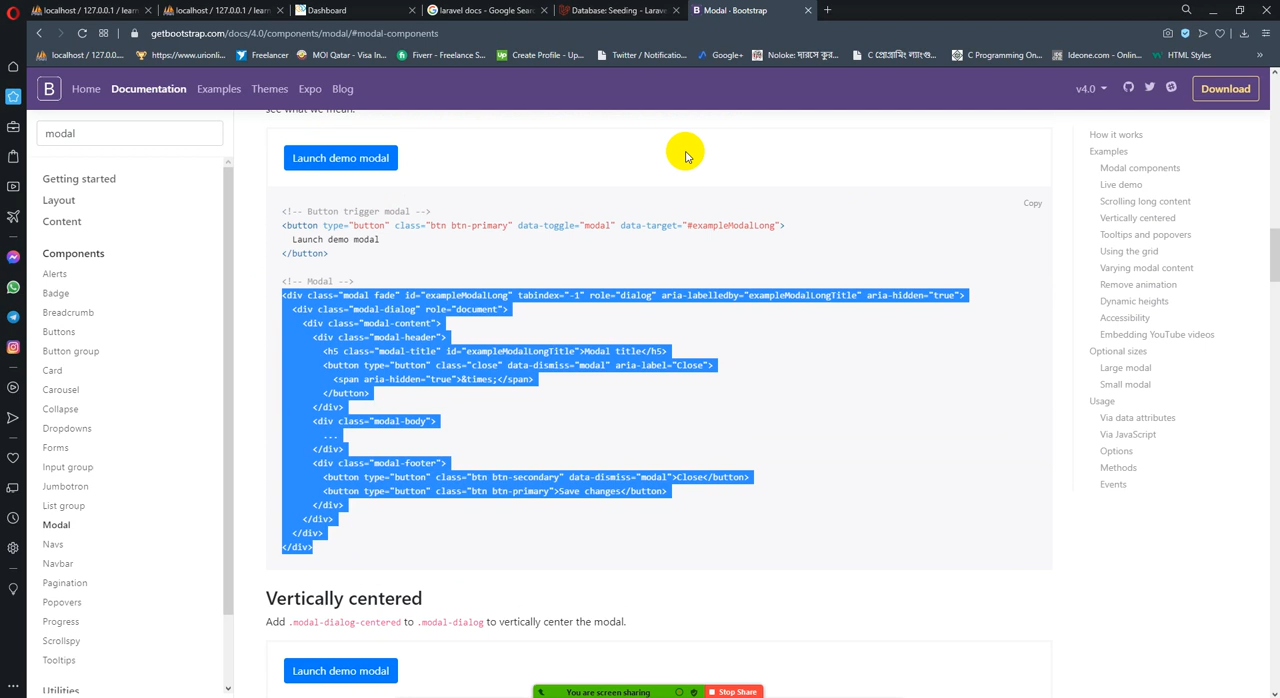 localhost / 127.0.0.1 / learn
localhost / 127.0.0.1 / learn
Dashboard
laravel docs - Google Sear
Database: Seeding - Larave
Modal · Bootstrap
getbootstrap.com/docs/4.0/components/modal/#modal-components
localhost / 127.0.0....
https://www.urionli...
Freelancer
MOI Qatar - Visa In...
Fiverr - Freelance S...
Create Profile - Up...
Twitter / Notificatio...
Google+
Noloke: দ্যারসে কুর...
C প্রোগ্রামিং ল্যাংগু...
C Programming On...
Ideone.com - Onlin...
HTML Styles
B
Home
Documentation
Examples
Themes
Expo
Blog
v4.0
Download
modal
Getting started
Layout
Content
Components
Alerts
Badge
Breadcrumb
Buttons
Button group
Card
Carousel
Collapse
Dropdowns
Forms
Input group
Jumbotron
List group
Modal
Navs
Navbar
Pagination
Popovers
Progress
Scrollspy
Tooltips
Utilities
see what we mean.
Launch demo modal
Copy
<!-- Button trigger modal -->
<button type="button" class="btn btn-primary" data-toggle="modal" data-target="#exampleModalLong">
Launch demo modal
</button>
<!-- Modal -->
<div class="modal fade" id="exampleModalLong" tabindex="-1" role="dialog" aria-labelledby="exampleModalLongTitle" aria-hidden="true">
<div class="modal-dialog" role="document">
<div class="modal-content">
<div class="modal-header">
<h5 class="modal-title" id="exampleModalLongTitle">Modal title</h5>
<button type="button" class="close" data-dismiss="modal" aria-label="Close">
<span aria-hidden="true">&times;</span>
</button>
</div>
<div class="modal-body">
...
</div>
<div class="modal-footer">
<button type="button" class="btn btn-secondary" data-dismiss="modal">Close</button>
<button type="button" class="btn btn-primary">Save changes</button>
</div>
</div>
</div>
</div>
Vertically centered
Add .modal-dialog-centered to .modal-dialog to vertically center the modal.
Launch demo modal
How it works
Examples
Modal components
Live demo
Scrolling long content
Vertically centered
Tooltips and popovers
Using the grid
Varying modal content
Remove animation
Dynamic heights
Accessibility
Embedding YouTube videos
Optional sizes
Large modal
Small modal
Usage
Via data attributes
Via JavaScript
Options
Methods
Events
You are screen sharing
Stop Share